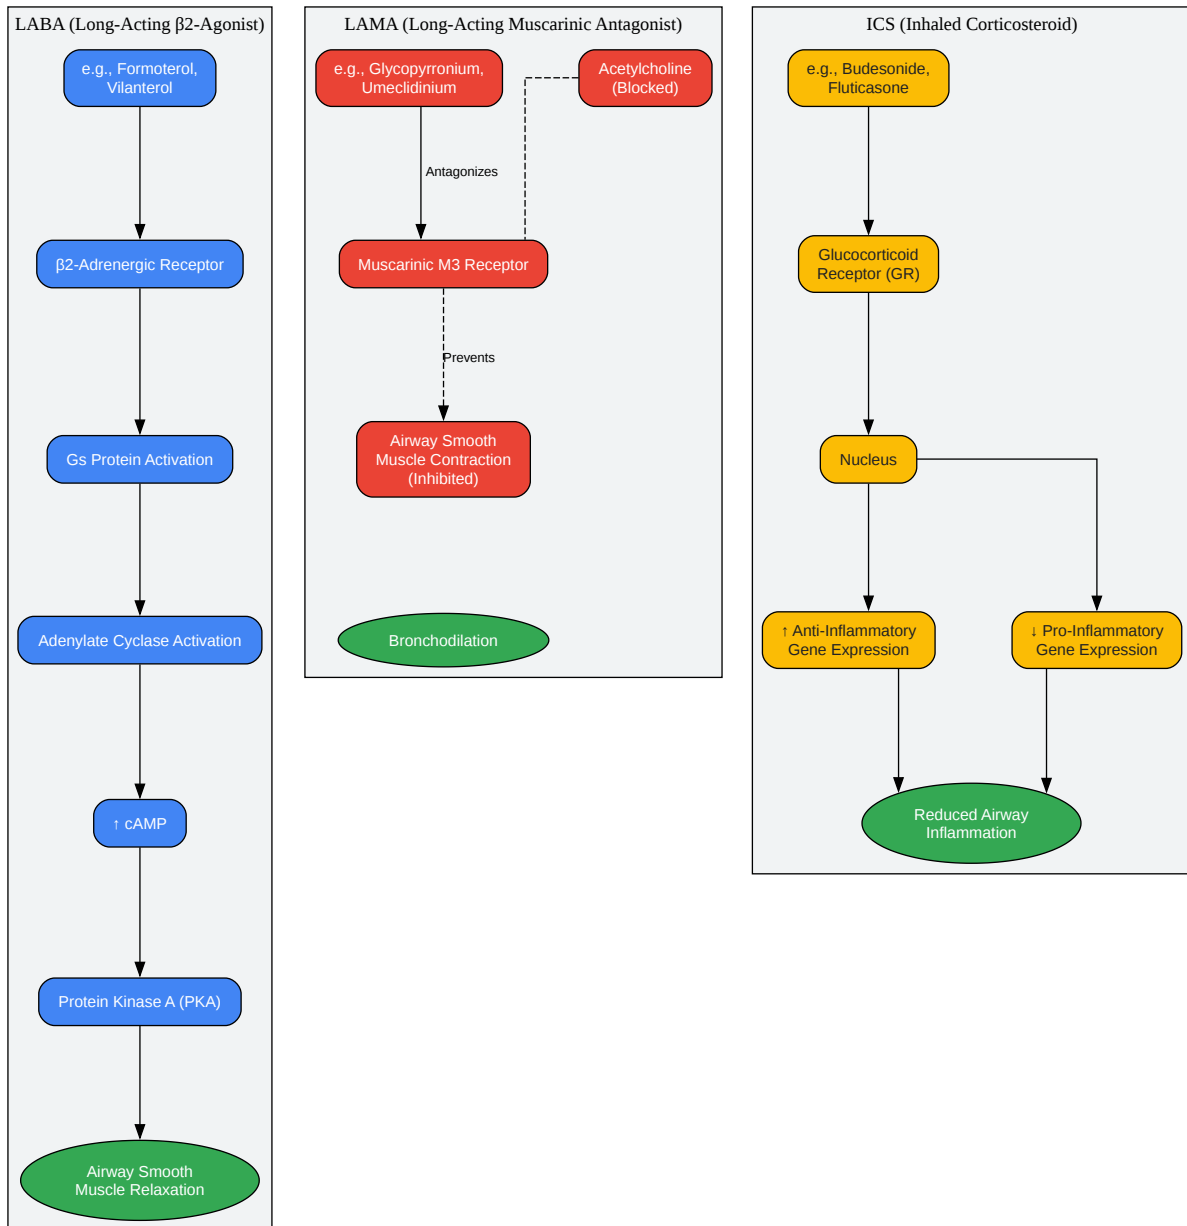 LABA (Long-Acting β2-Agonist)
e.g., Formoterol,
Vilanterol
β2-Adrenergic Receptor
Gs Protein Activation
Adenylate Cyclase Activation
↑ cAMP
Protein Kinase A (PKA)
Airway Smooth
Muscle Relaxation
LAMA (Long-Acting Muscarinic Antagonist)
e.g., Glycopyrronium,
Umeclidinium
Acetylcholine
(Blocked)
Antagonizes
Muscarinic M3 Receptor
Prevents
Airway Smooth
Muscle Contraction
(Inhibited)
Bronchodilation
ICS (Inhaled Corticosteroid)
e.g., Budesonide,
Fluticasone
Glucocorticoid
Receptor (GR)
Nucleus
↑ Anti-Inflammatory
Gene Expression
↓ Pro-Inflammatory
Gene Expression
Reduced Airway
Inflammation